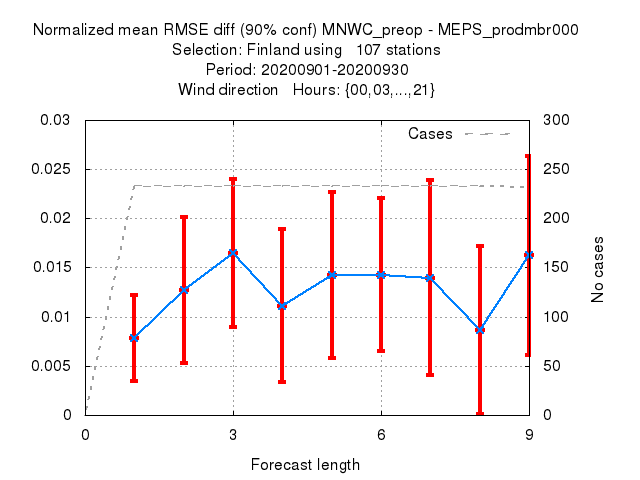 Normalized mean RMSE diff (90% conf) MNWC_preop - MEPS_prodmbr000
Selection: Finland using   107 stations
Period: 20200901-20200930
Wind direction   Hours: {00,03,...,21}
0.03
0.025
0.02
0.015
0.01
0.005
0
Cases
300
250
200
150
100
50
0
No cases
0 3 6 9
Forecast length